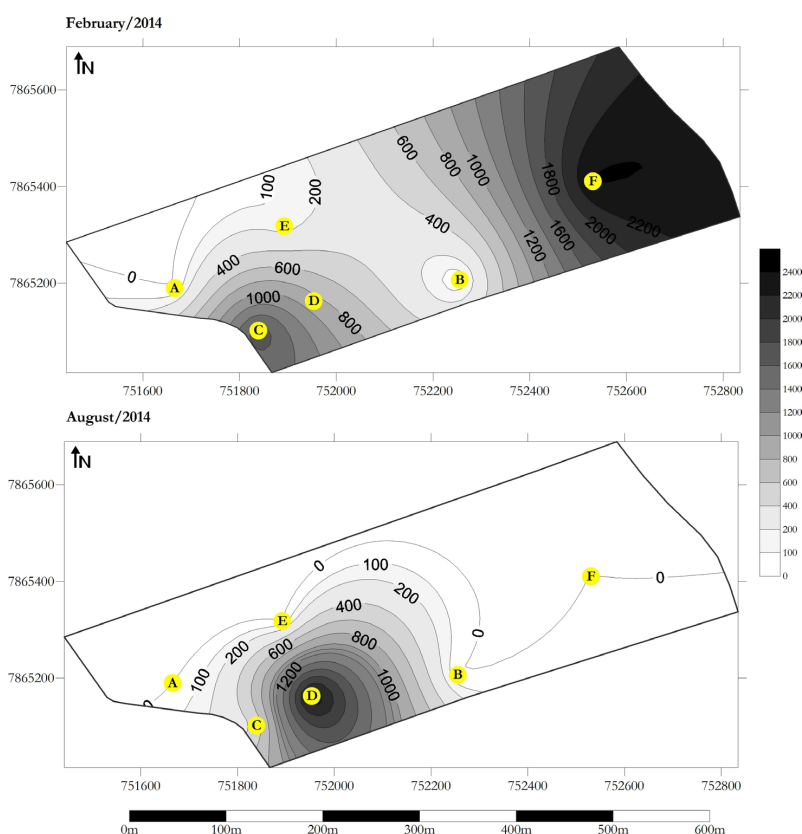 February/2014
N
7865600
7865400
7865200
100
200
600
800
1000
1800
F
2000
2200
E
400
400
600
1200
1600
0
A
B
D
1000
800
C
751600
751800
752000
752200
752400
752600
752800
2400
2200
2000
1800
1600
1400
1200
1000
800
600
400
200
100
0
August/2014
N
7865600
7865400
7865200
0
100
200
F
0
E
400
0
600
800
200
100
1200
1000
A
B
D
0
C
751600
751800
752000
752200
752400
752600
752800
0m
100m
200m
300m
400m
500m
600m